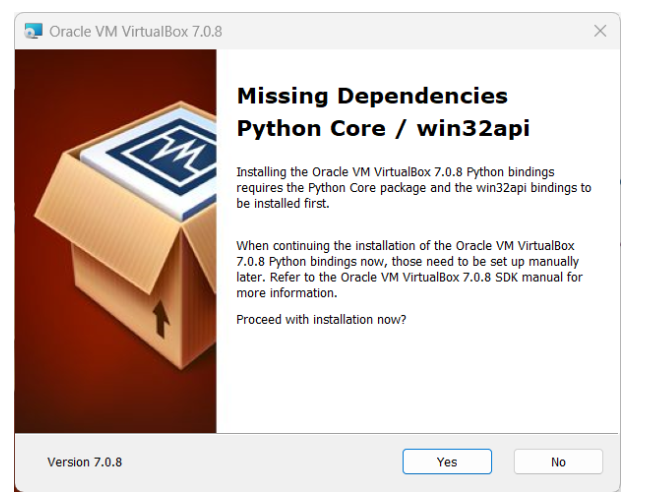 Oracle VM VirtualBox 7.0.8
Missing Dependencies
Python Core / win32api
Installing the Oracle VM VirtualBox 7.0.8 Python bindings
requires the Python Core package and the win32api bindings to
be installed first.
When continuing the installation of the Oracle VM VirtualBox
7.0.8 Python bindings now, those need to be set up manually
later. Refer to the Oracle VM VirtualBox 7.0.8 SDK manual for
more information.
Proceed with installation now?
Version 7.0.8
Yes
No